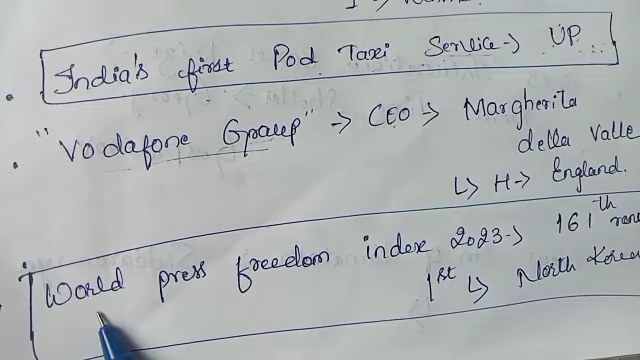 India's first Pod Taxi Service -> UP
"Vodafone Group" -> CEO -> Margherita
della Valle
↳ H -> England.
World press freedom index 2023 -> 161th
1st ↳ North Korea